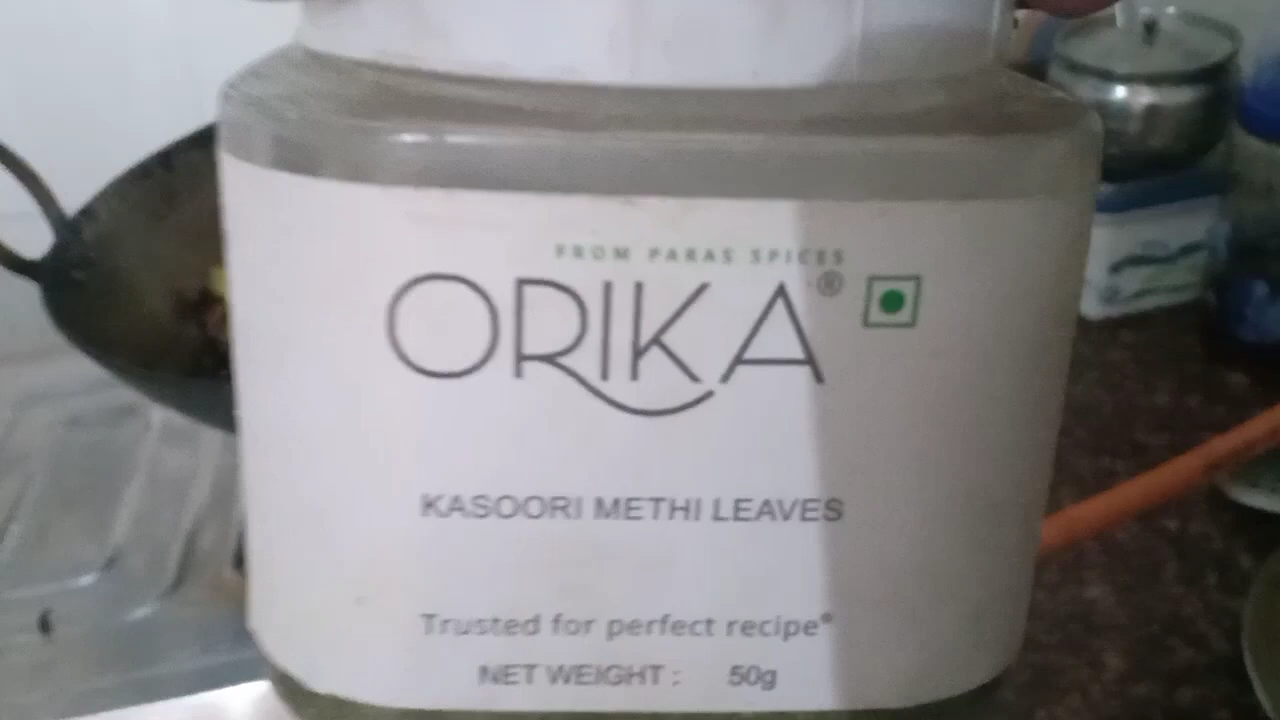 FROM PARAS SPICES
ORIKA®
KASOORI METHI LEAVES
Trusted for perfect recipe*
NET WEIGHT : 50g